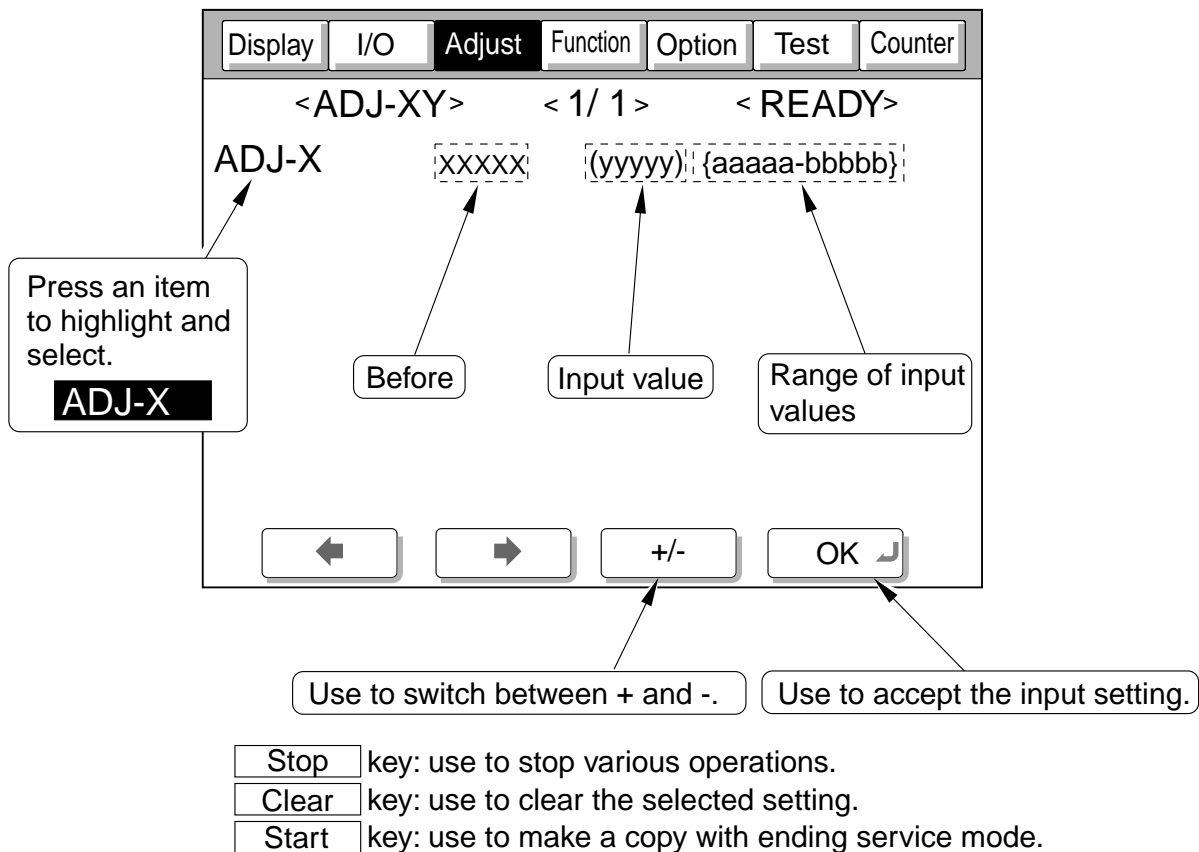 Display I/O Adjust Function Option Test Counter
<ADJ-XY> < 1/ 1 > < READY>
ADJ-X XXXXX (yyyyy) {aaaaa-bbbbb}
Press an item
to highlight and
select.
ADJ-X
Before
Input value
Range of input
values
+/- OK
Use to switch between + and -.
Use to accept the input setting.
Stop key: use to stop various operations.
Clear key: use to clear the selected setting.
Start key: use to make a copy with ending service mode.